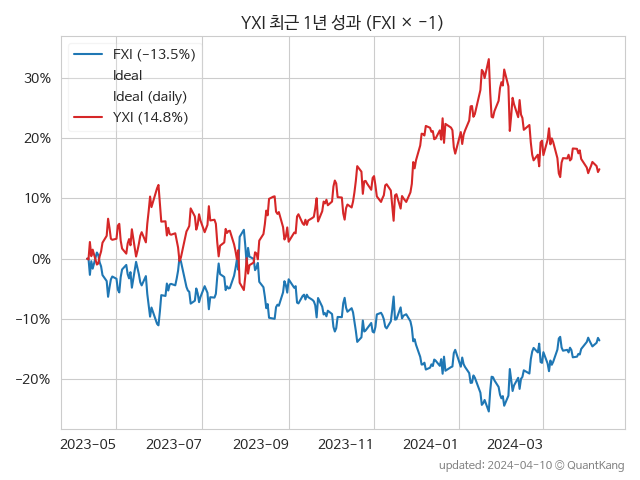 YXI 최근 1년 성과 (FXI × −1)
FXI (−13.5%)
Ideal
Ideal (daily)
YXI (14.8%)
30%
20%
10%
0%
−10%
−20%
2023-05 2023-07 2023-09 2023-11 2024-01 2024-03
updated: 2024-04-10 © QuantKang